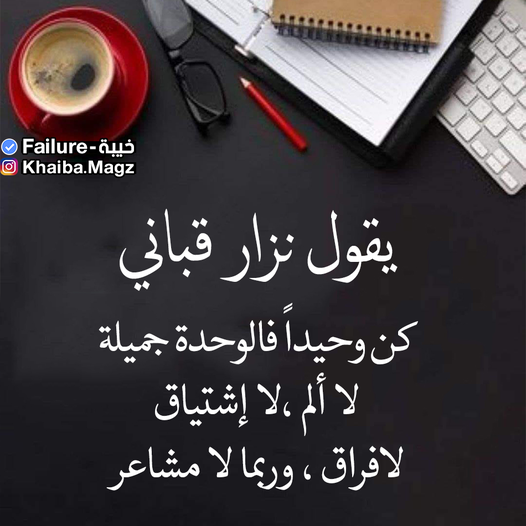 خيبة-Failure
Khaiba.Magz
يقول نزار قباني
كن وحيداً فالوحدة جميلة
لا ألم ،لا إشتياق
لافراق ، وربما لا مشاعر